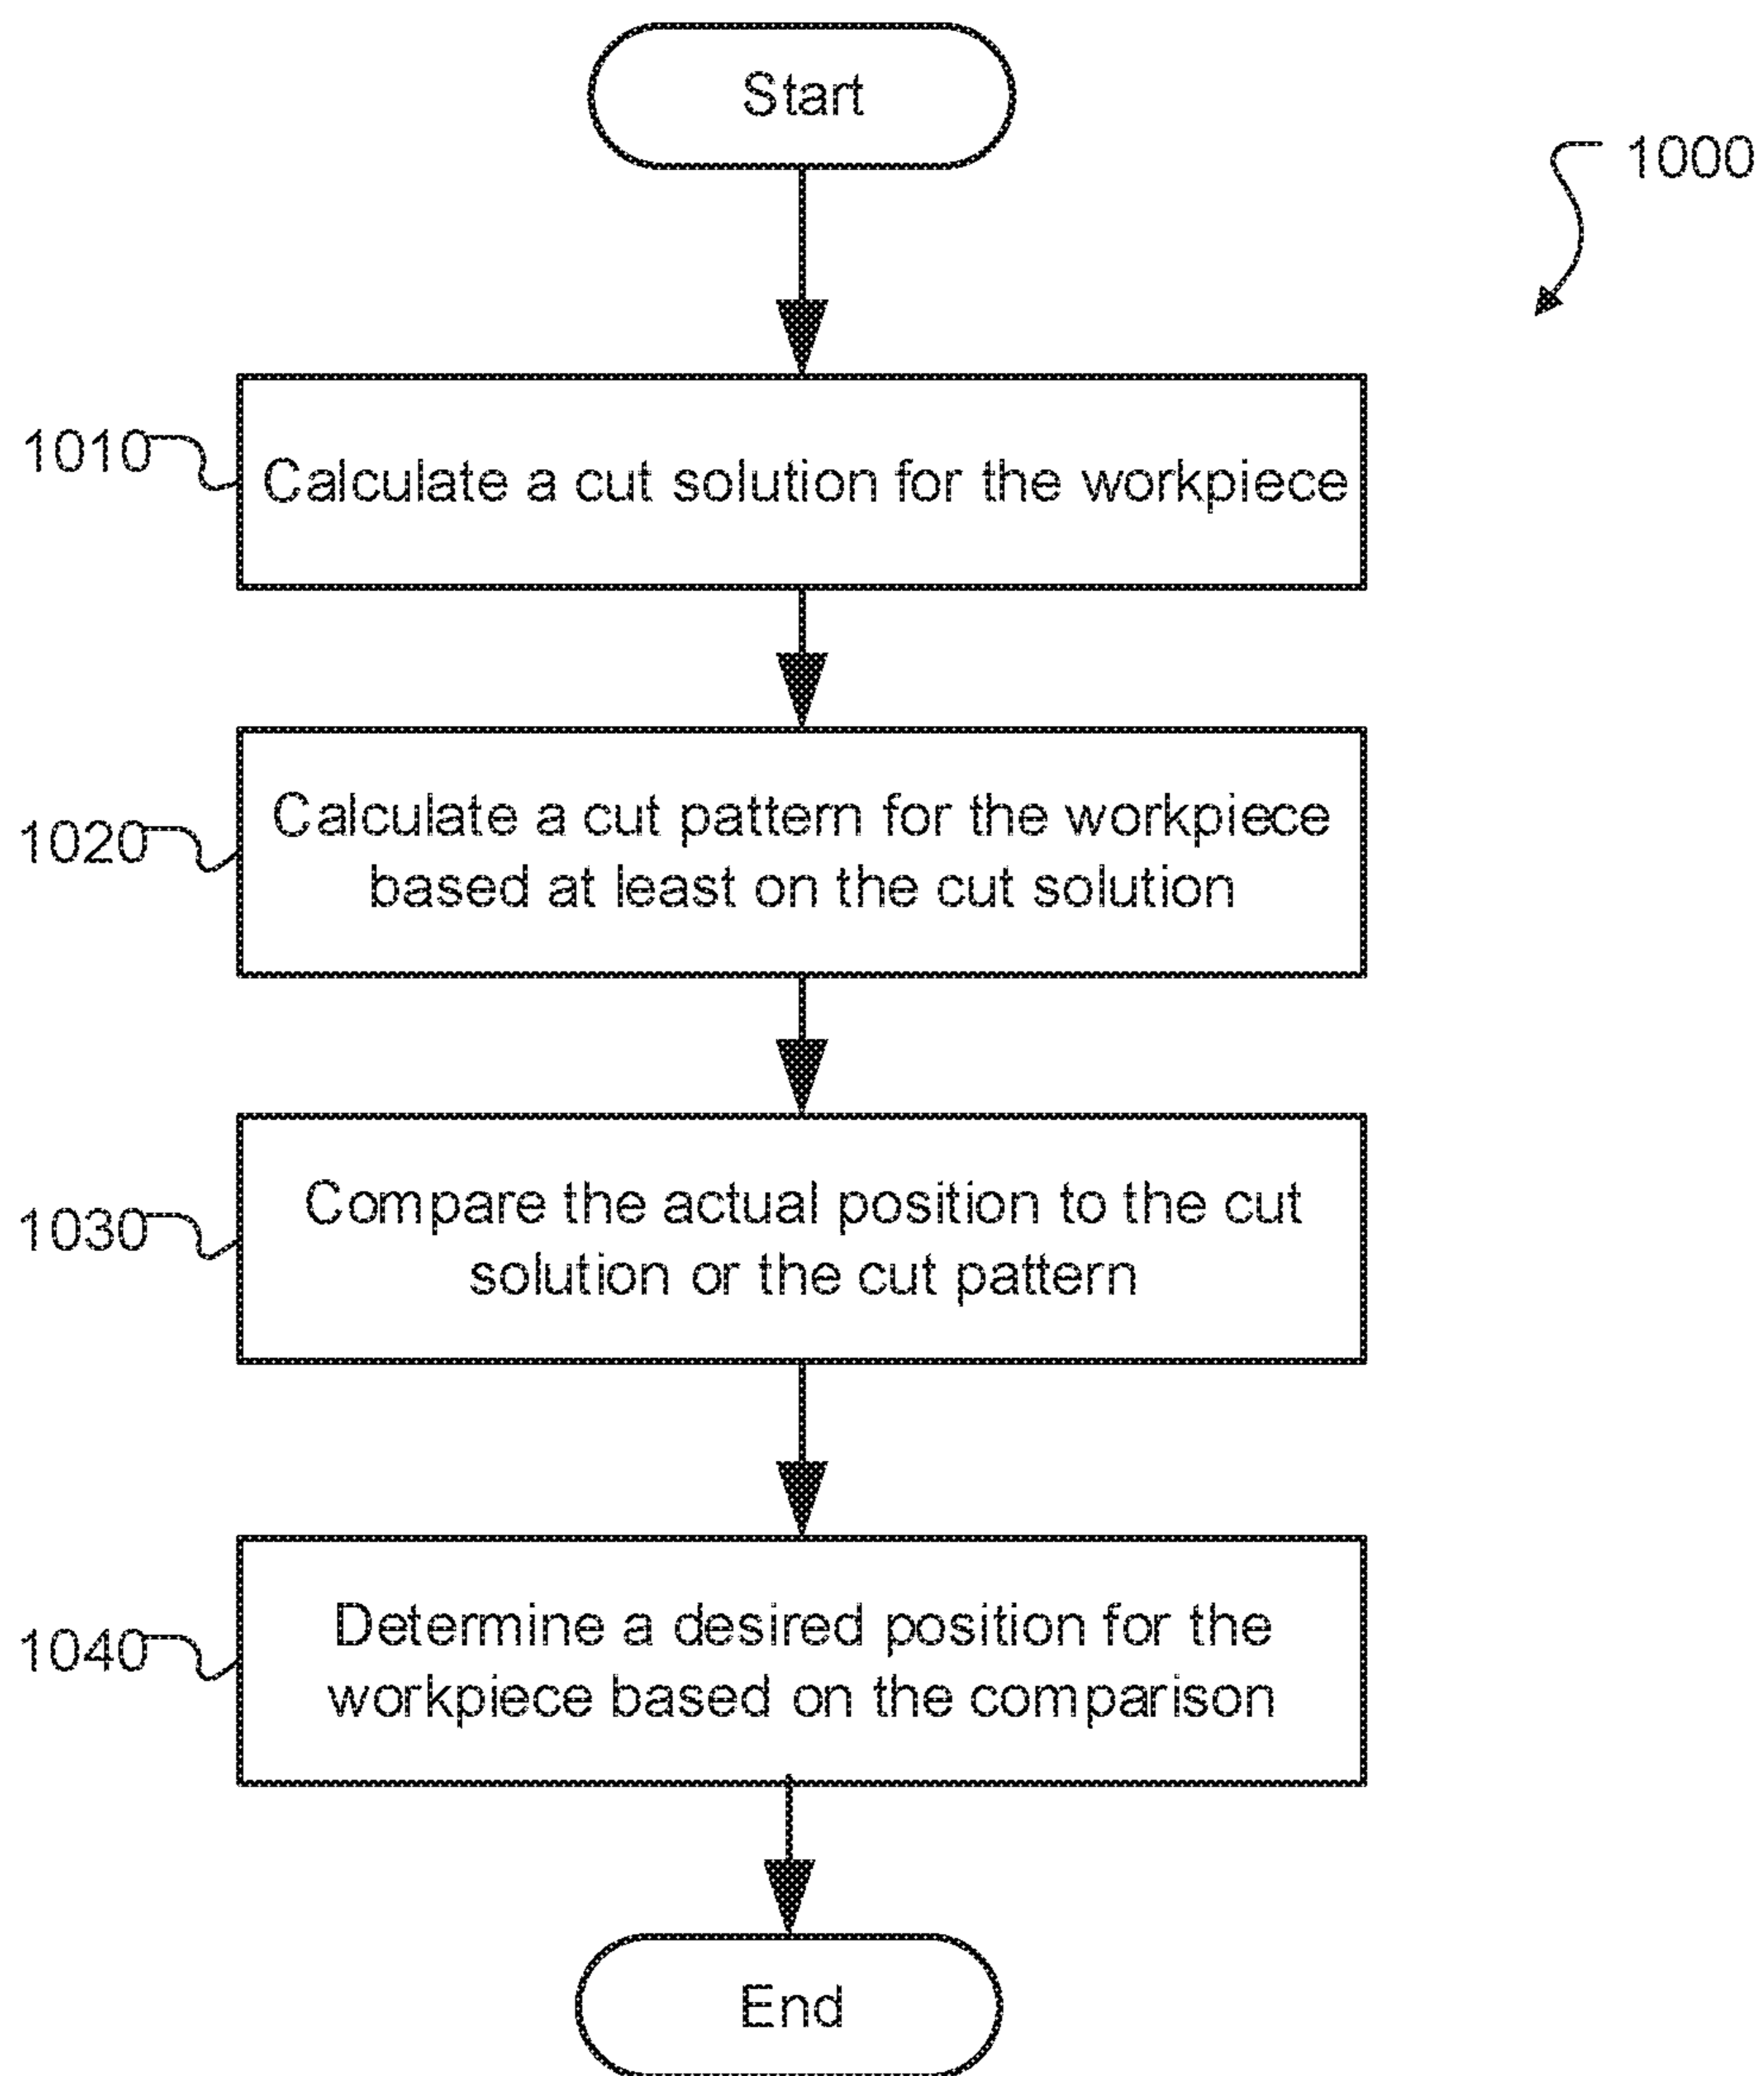 Start
1000
1010
Calculate a cut solution for the workpiece
1020
Calculate a cut pattern for the workpiece
based at least on the cut solution
1030
Compare the actual position to the cut
solution or the cut pattern
1040
Determine a desired position for the
workpiece based on the comparison
End